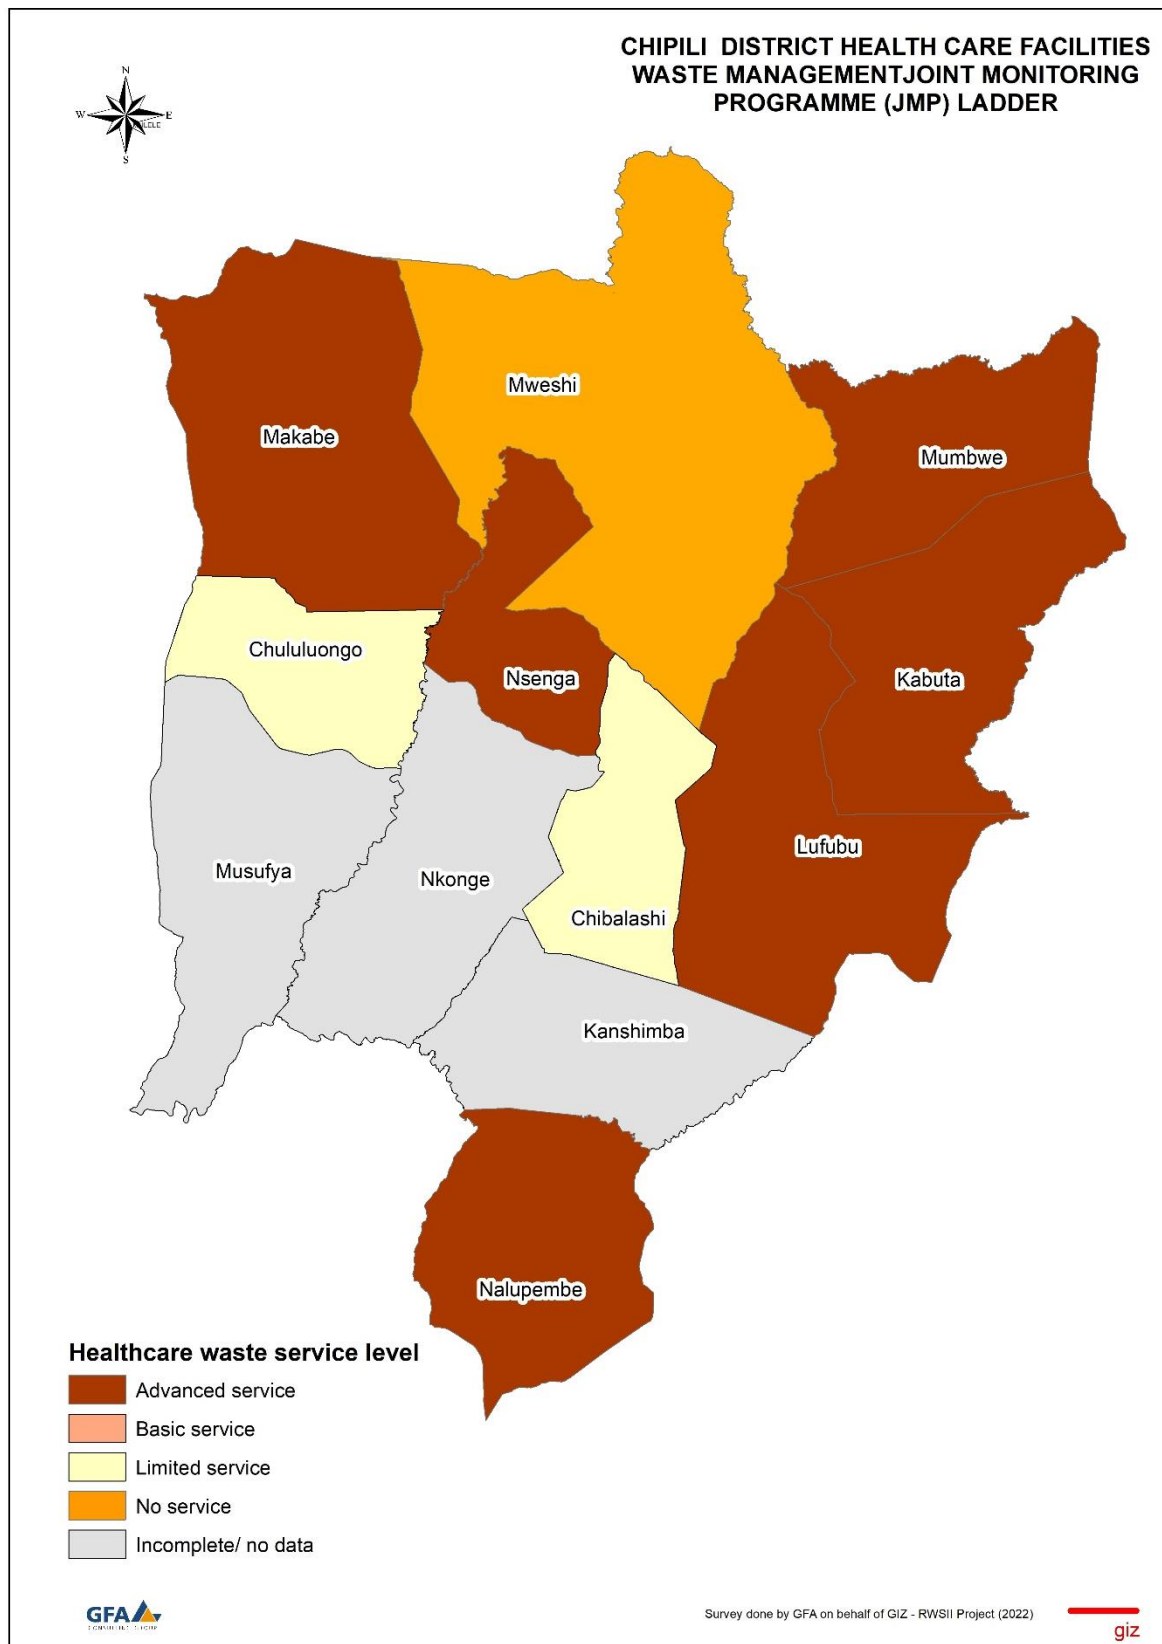 CHIPILI DISTRICT HEALTH CARE FACILITIES
WASTE MANAGEMENTJOINT MONITORING
PROGRAMME (JMP) LADDER
N
W
E
S
Mweshi
Makabe
Mumbwe
Chululuongo
Nsenga
Kabuta
Lufubu
Musufya
Nkonge
Chibalashi
Kanshimba
Nalupembe
Healthcare waste service level
Advanced service
Basic service
Limited service
No service
Incomplete/ no data
GFA
CONSULTING GROUP
Survey done by GFA on behalf of GIZ - RWSII Project (2022)
giz